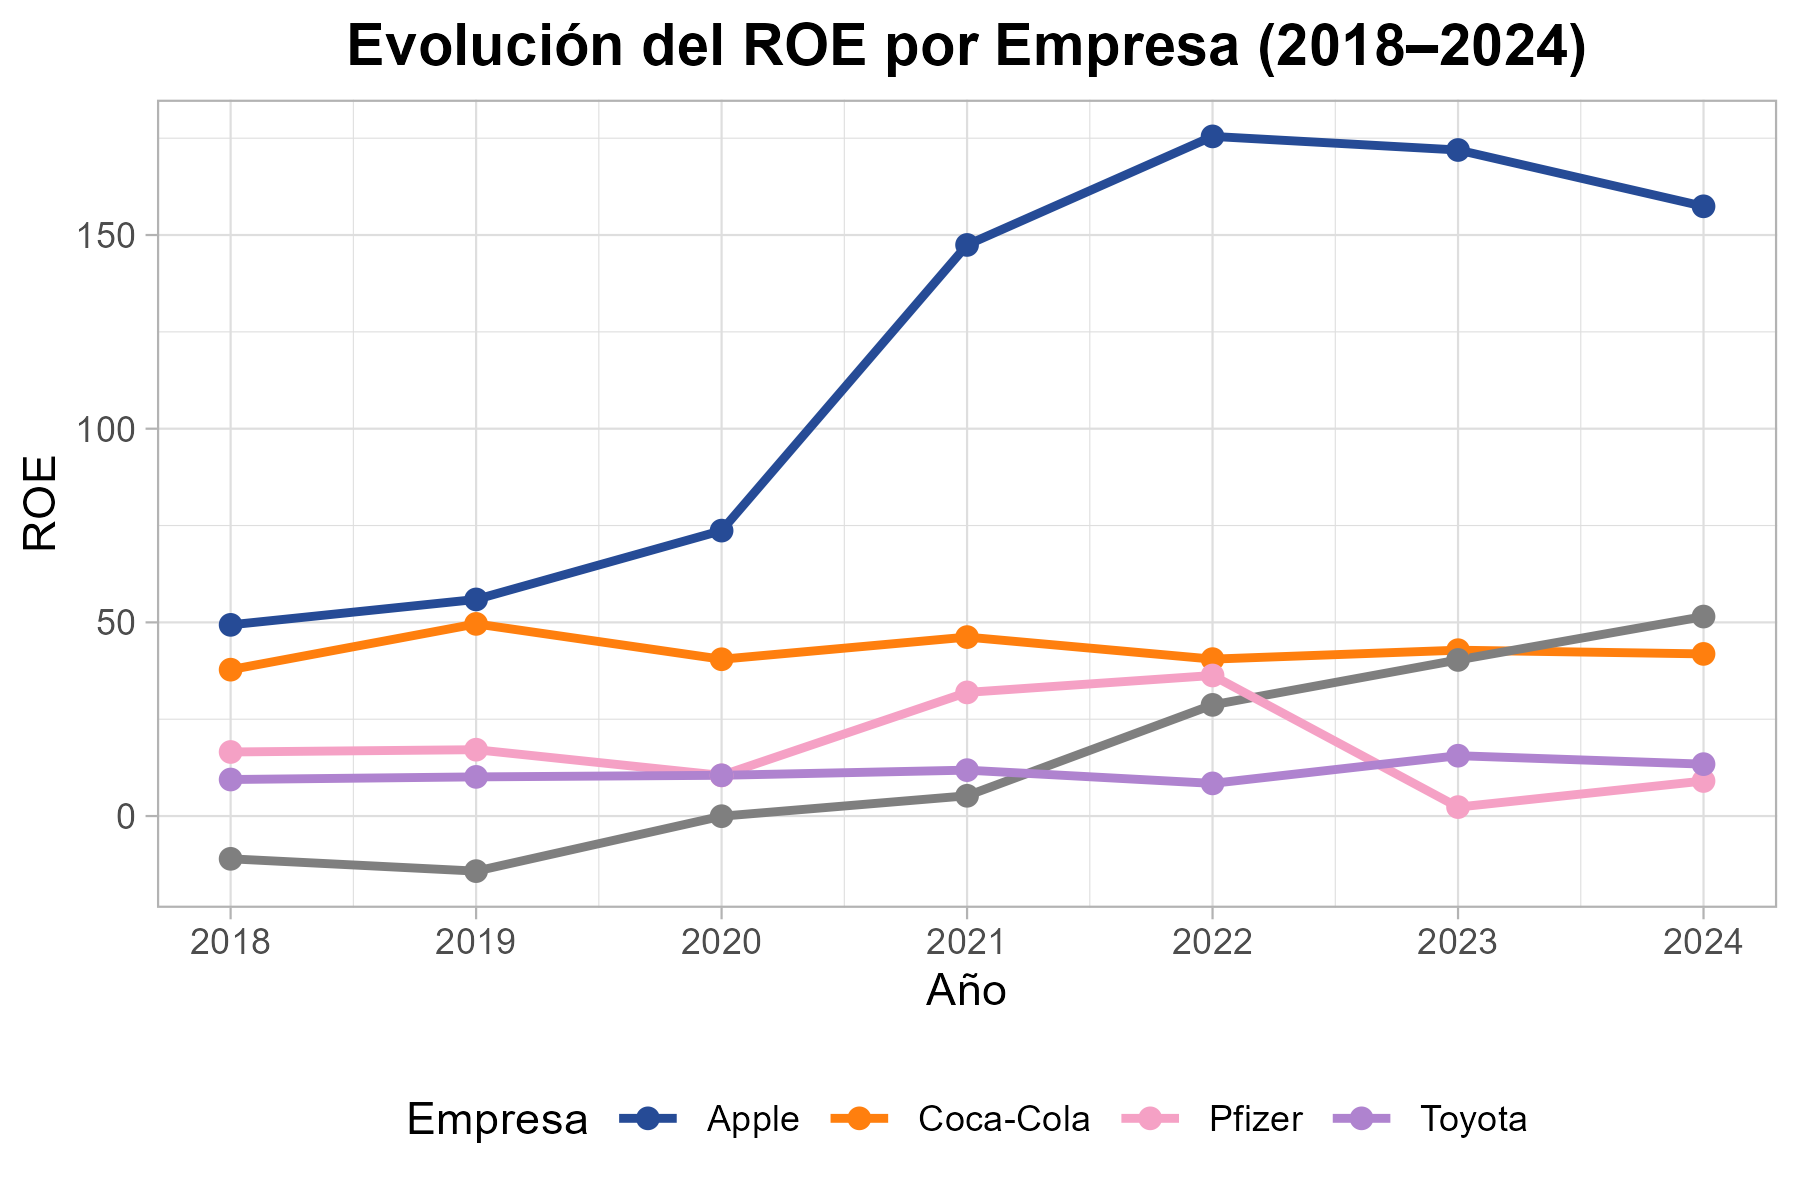 Evolución del ROE por Empresa (2018–2024)
150
100
50
0
ROE
2018 2019 2020 2021 2022 2023 2024
Año
Empresa Apple Coca-Cola Pfizer Toyota